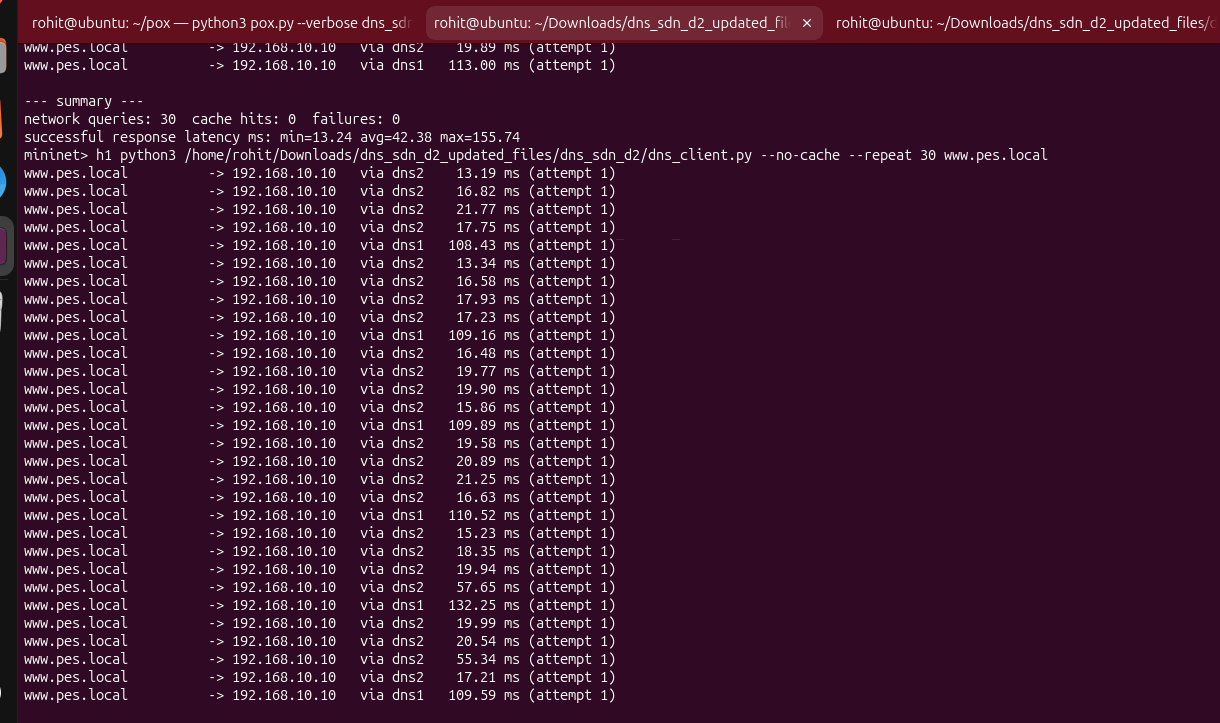 rohit@ubuntu: ~/pox — python3 pox.py --verbose dns_sdn
rohit@ubuntu: ~/Downloads/dns_sdn_d2_updated_fil
rohit@ubuntu: ~/Downloads/dns_sdn_d2_updated_files/
www.pes.local -> 192.168.10.10 via dns2 19.89 ms (attempt 1)
www.pes.local -> 192.168.10.10 via dns1 113.00 ms (attempt 1)
--- summary ---
network queries: 30 cache hits: 0 failures: 0
successful response latency ms: min=13.24 avg=42.38 max=155.74
mininet> h1 python3 /home/rohit/Downloads/dns_sdn_d2_updated_files/dns_sdn_d2/dns_client.py --no-cache --repeat 30 www.pes.local
www.pes.local -> 192.168.10.10 via dns2 13.19 ms (attempt 1)
www.pes.local -> 192.168.10.10 via dns2 16.82 ms (attempt 1)
www.pes.local -> 192.168.10.10 via dns2 21.77 ms (attempt 1)
www.pes.local -> 192.168.10.10 via dns2 17.75 ms (attempt 1)
www.pes.local -> 192.168.10.10 via dns1 108.43 ms (attempt 1)
www.pes.local -> 192.168.10.10 via dns2 13.34 ms (attempt 1)
www.pes.local -> 192.168.10.10 via dns2 16.58 ms (attempt 1)
www.pes.local -> 192.168.10.10 via dns2 17.93 ms (attempt 1)
www.pes.local -> 192.168.10.10 via dns2 17.23 ms (attempt 1)
www.pes.local -> 192.168.10.10 via dns1 109.16 ms (attempt 1)
www.pes.local -> 192.168.10.10 via dns2 16.48 ms (attempt 1)
www.pes.local -> 192.168.10.10 via dns2 19.77 ms (attempt 1)
www.pes.local -> 192.168.10.10 via dns2 19.90 ms (attempt 1)
www.pes.local -> 192.168.10.10 via dns2 15.86 ms (attempt 1)
www.pes.local -> 192.168.10.10 via dns1 109.89 ms (attempt 1)
www.pes.local -> 192.168.10.10 via dns2 19.58 ms (attempt 1)
www.pes.local -> 192.168.10.10 via dns2 20.89 ms (attempt 1)
www.pes.local -> 192.168.10.10 via dns2 21.25 ms (attempt 1)
www.pes.local -> 192.168.10.10 via dns2 16.63 ms (attempt 1)
www.pes.local -> 192.168.10.10 via dns1 110.52 ms (attempt 1)
www.pes.local -> 192.168.10.10 via dns2 15.23 ms (attempt 1)
www.pes.local -> 192.168.10.10 via dns2 18.35 ms (attempt 1)
www.pes.local -> 192.168.10.10 via dns2 19.94 ms (attempt 1)
www.pes.local -> 192.168.10.10 via dns2 57.65 ms (attempt 1)
www.pes.local -> 192.168.10.10 via dns1 132.25 ms (attempt 1)
www.pes.local -> 192.168.10.10 via dns2 19.99 ms (attempt 1)
www.pes.local -> 192.168.10.10 via dns2 20.54 ms (attempt 1)
www.pes.local -> 192.168.10.10 via dns2 55.34 ms (attempt 1)
www.pes.local -> 192.168.10.10 via dns2 17.21 ms (attempt 1)
www.pes.local -> 192.168.10.10 via dns1 109.59 ms (attempt 1)